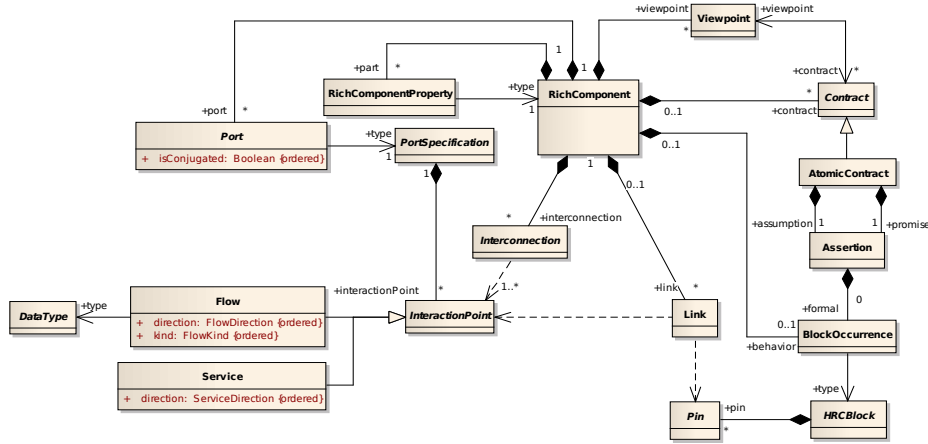 +viewpoint
Viewpoint
+viewpoint
*
1
1
+part
*
+contract
*
RichComponentProperty
+type
1
RichComponent
0..1
*
+contract
Contract
+port
*
Port
+ isConjugated: Boolean {ordered}
+type
1
PortSpecification
0..1
1
1
0..1
AtomicContract
*
+interconnection
+assumption
1
1
+promise
Interconnection
Assertion
+interactionPoint
*
1..*
+link
*
0
+formal
DataType
+type
Flow
+ direction: FlowDirection {ordered}
+ kind: FlowKind {ordered}
InteractionPoint
Link
0..1
+behavior
BlockOccurrence
Service
+ direction: ServiceDirection {ordered}
+type
Pin
+pin
*
HRCBlock